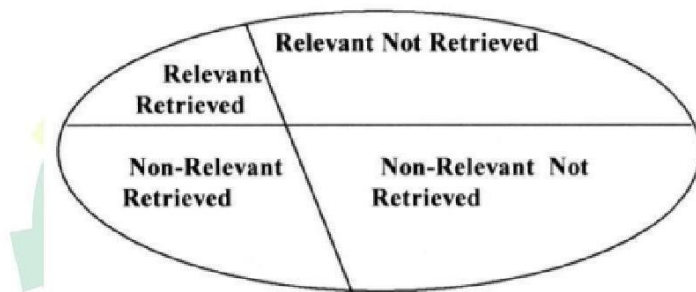 Relevant Not Retrieved
Relevant
Retrieved
Non-Relevant
Retrieved
Non-Relevant Not
Retrieved